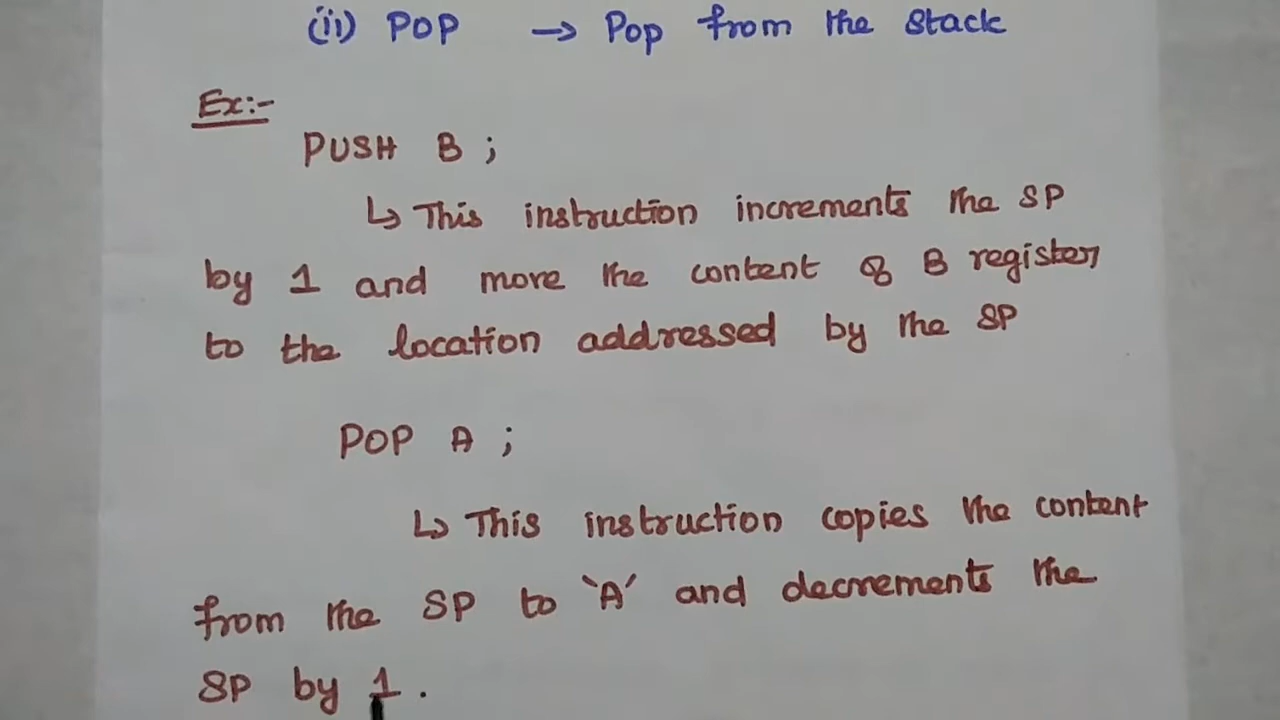 (ii) POP → Pop from the stack
Ex:-
PUSH B ;
↳ This instruction increments the SP
by 1 and more the content of B register
to the location addressed by the SP
POP A ;
↳ This instruction copies the content
from the SP to 'A' and decrements the
SP by 1.